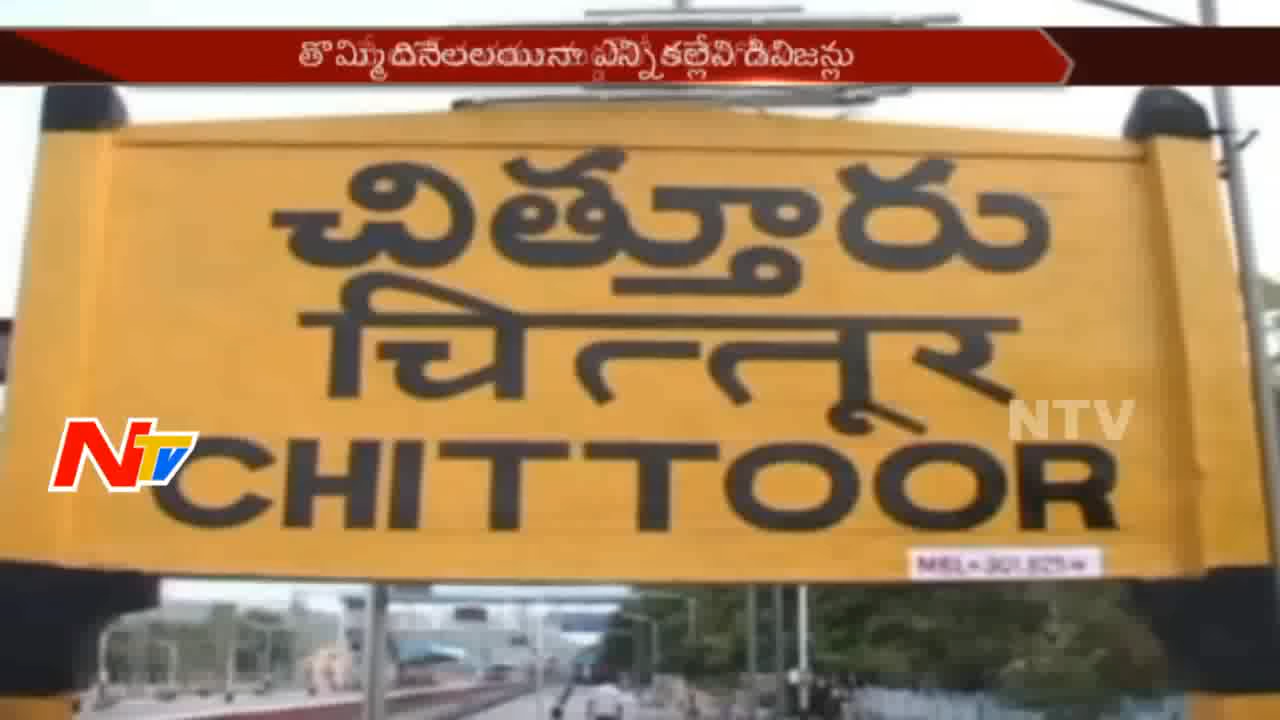 తొమ్మిదినెలలయినా ఎన్నికల్లేవి డివిజన్లు
చిత్తూరు
चित्तूर
NTV
NTV
CHITTOOR